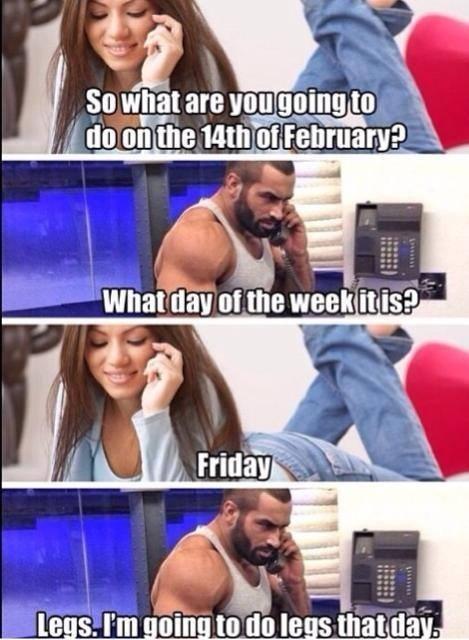 So what are you going to
do on the 14th of February?
What day of the week it is?
Friday
Legs. I'm going to do legs that day.